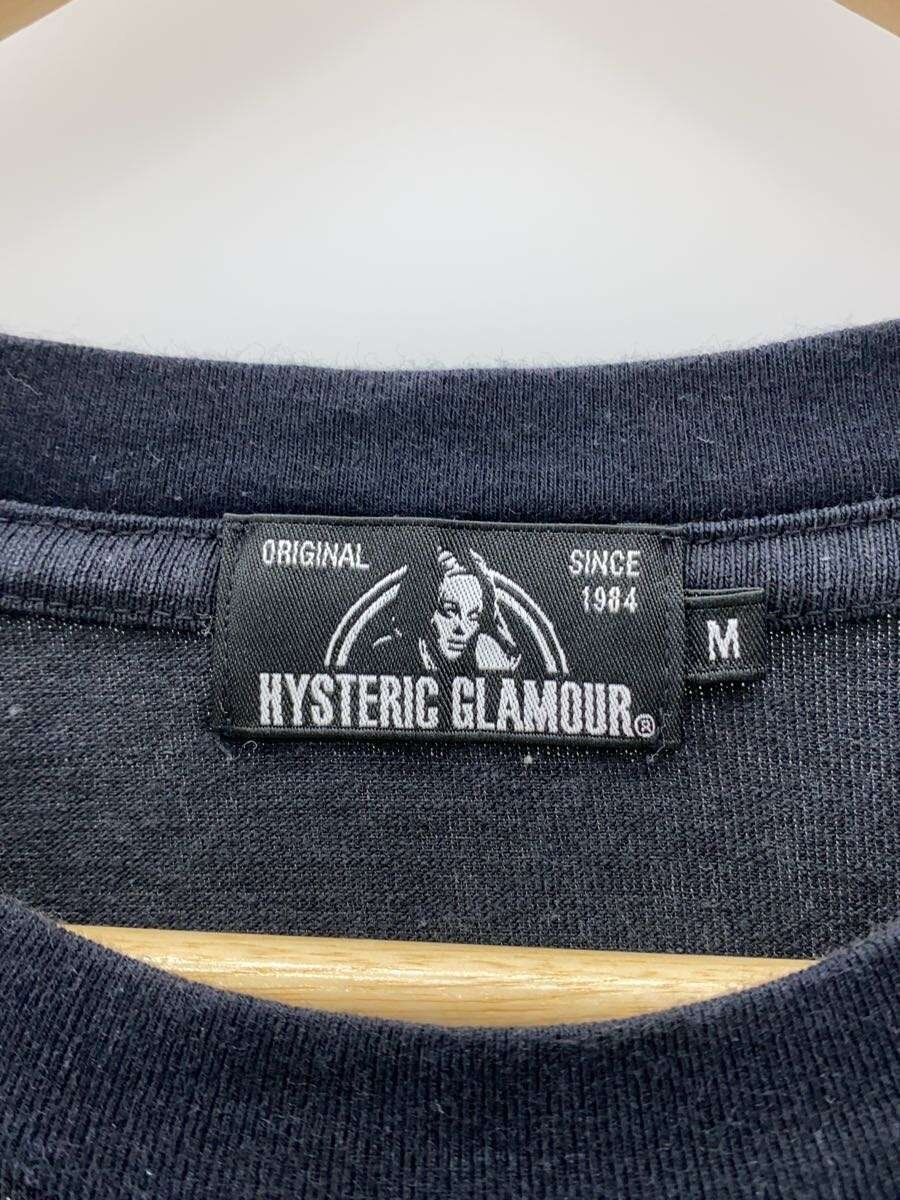 ORIGINAL
SINCE
1984
HYSTERIC GLAMOUR®
M